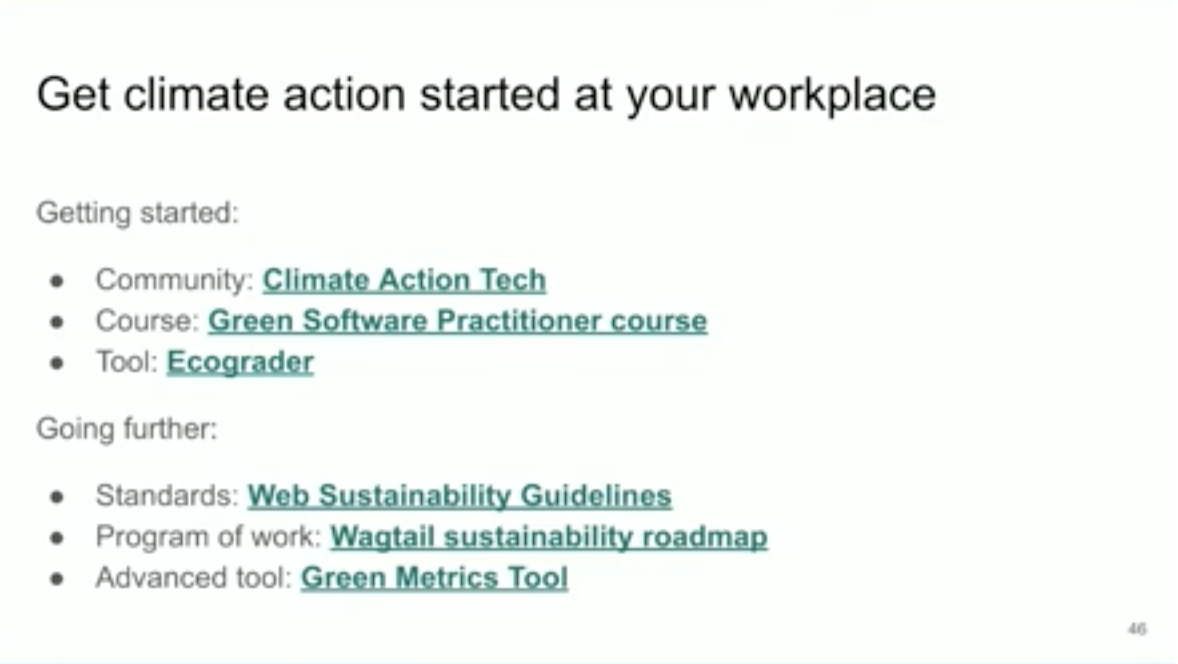 Get climate action started at your workplace
Getting started:
● Community: Climate Action Tech
● Course: Green Software Practitioner course
● Tool: Ecograder
Going further:
● Standards: Web Sustainability Guidelines
● Program of work: Wagtail sustainability roadmap
● Advanced tool: Green Metrics Tool
46